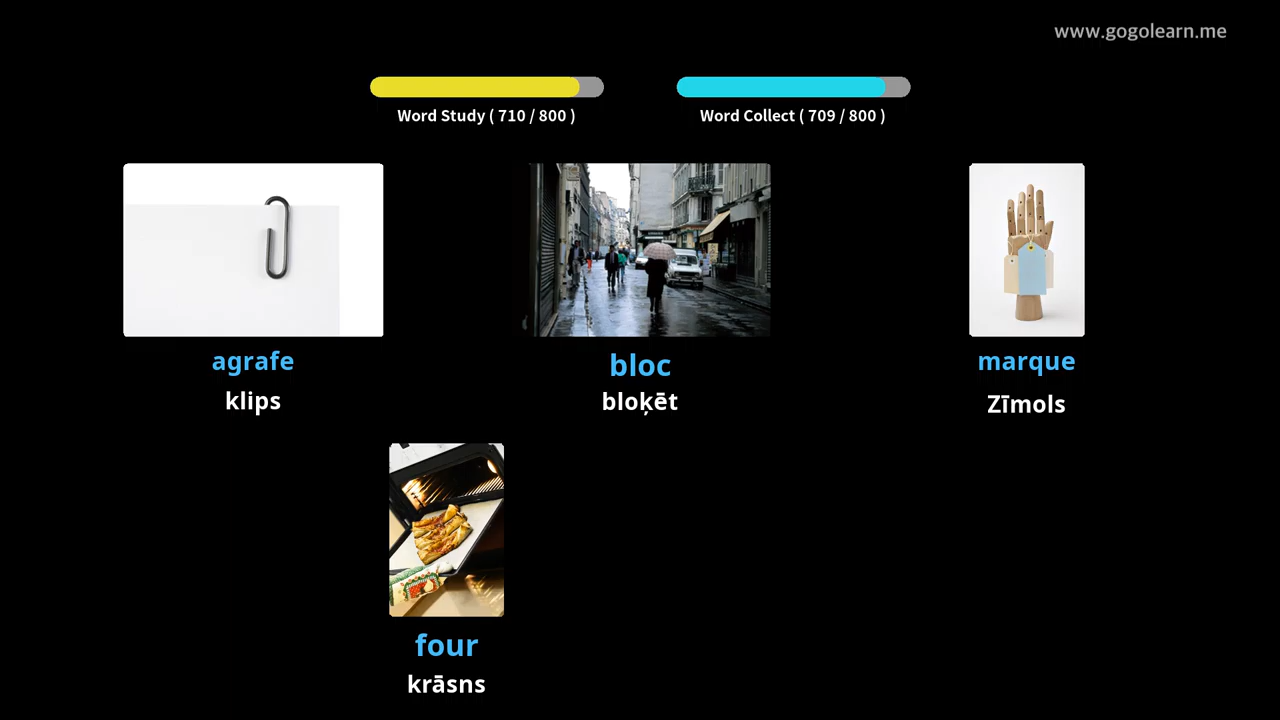 www.gogolearn.me
Word Study ( 710 / 800 )
Word Collect ( 709 / 800 )
agrafe
klips
bloc
bloķēt
marque
Zīmols
four
krāsns